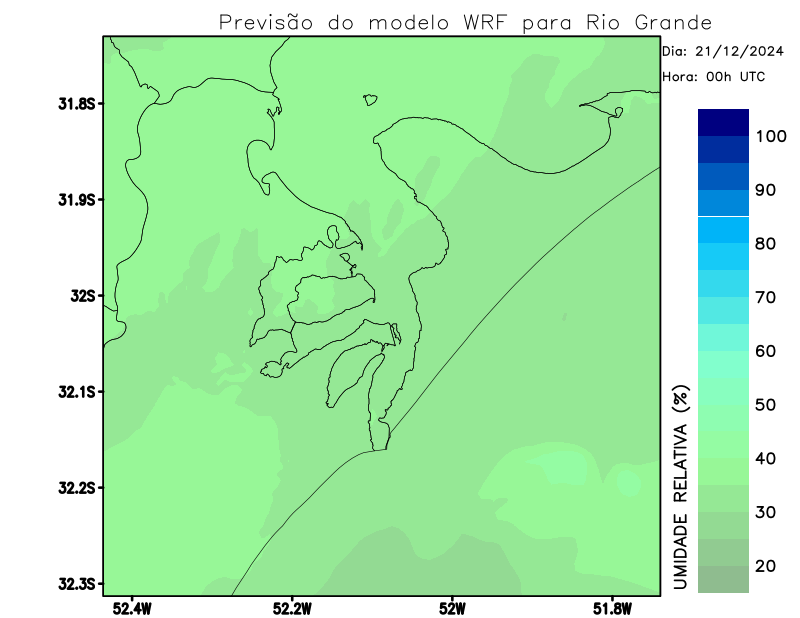 Previsão do modelo WRF para Rio Grande
Dia: 21/12/2024
Hora: 00h UTC
31.8S
31.9S
32S
32.1S
32.2S
32.3S
52.4W
52.2W
52W
51.8W
UMIDADE RELATIVA (%)
100
90
80
70
60
50
40
30
20